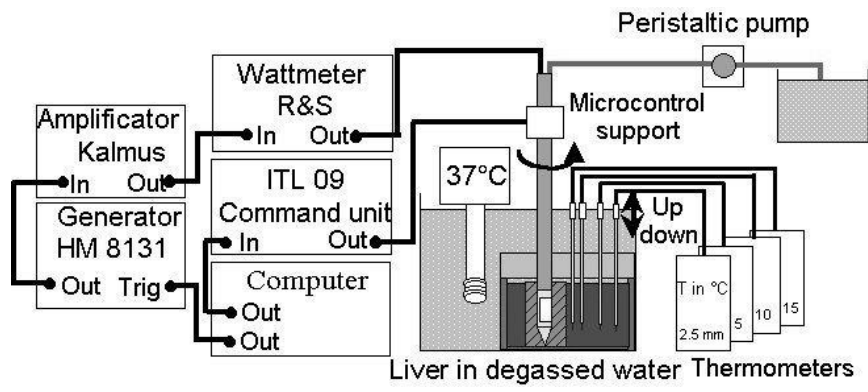 Peristaltic pump
Wattmeter
R&S
In Out
Microcontrol
support
Amplificator
Kalmus
In Out
ITL 09
Command unit
In Out
37°C
Up
down
Generator
HM 8131
Out Trig
Computer
Out
Out
T in °C
2.5 mm
5
10
15
Liver in degassed water
Thermometers